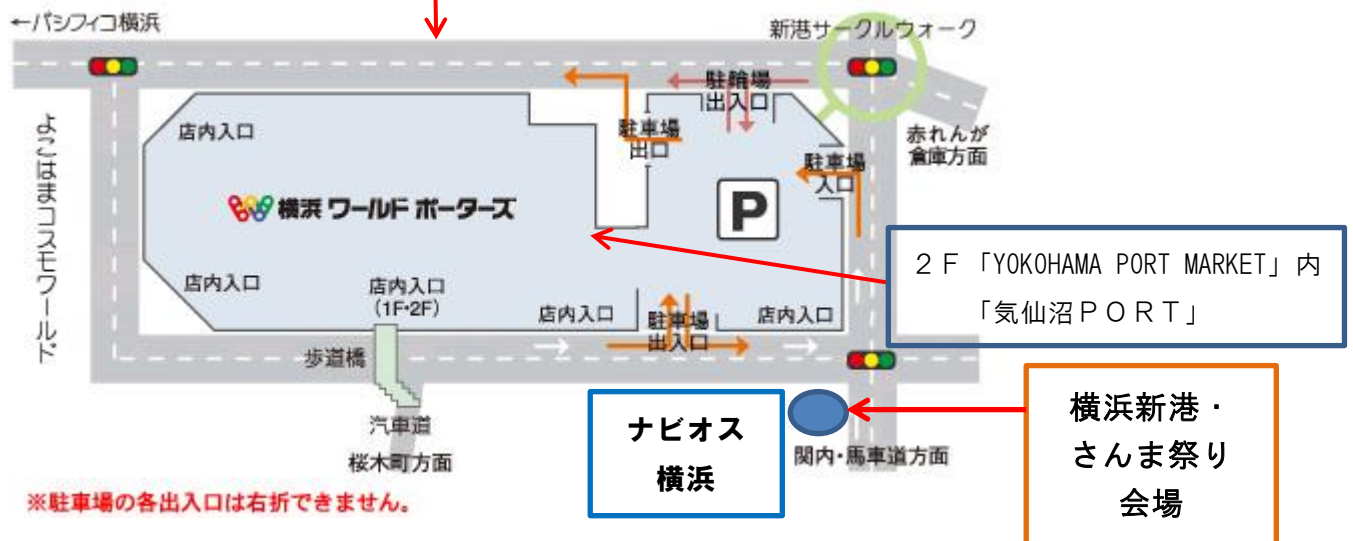 ←パシフィコ横浜
新港サークルウォーク
駐輪場
出入口
よこはまコスモワールド
店内入口
駐車場
出口
赤れんが
倉庫方面
駐車場
入口
横浜 ワールド ポーターズ
P
２Ｆ「YOKOHAMA PORT MARKET」内
「気仙沼ＰＯＲＴ」
店内入口
店内入口
(1F・2F)
店内入口
駐車場
出入口
店内入口
歩道橋
汽車道
桜木町方面
ナビオス
横浜
関内・馬車道方面
横浜新港・
さんま祭り
会場
※駐車場の各出入口は右折できません。